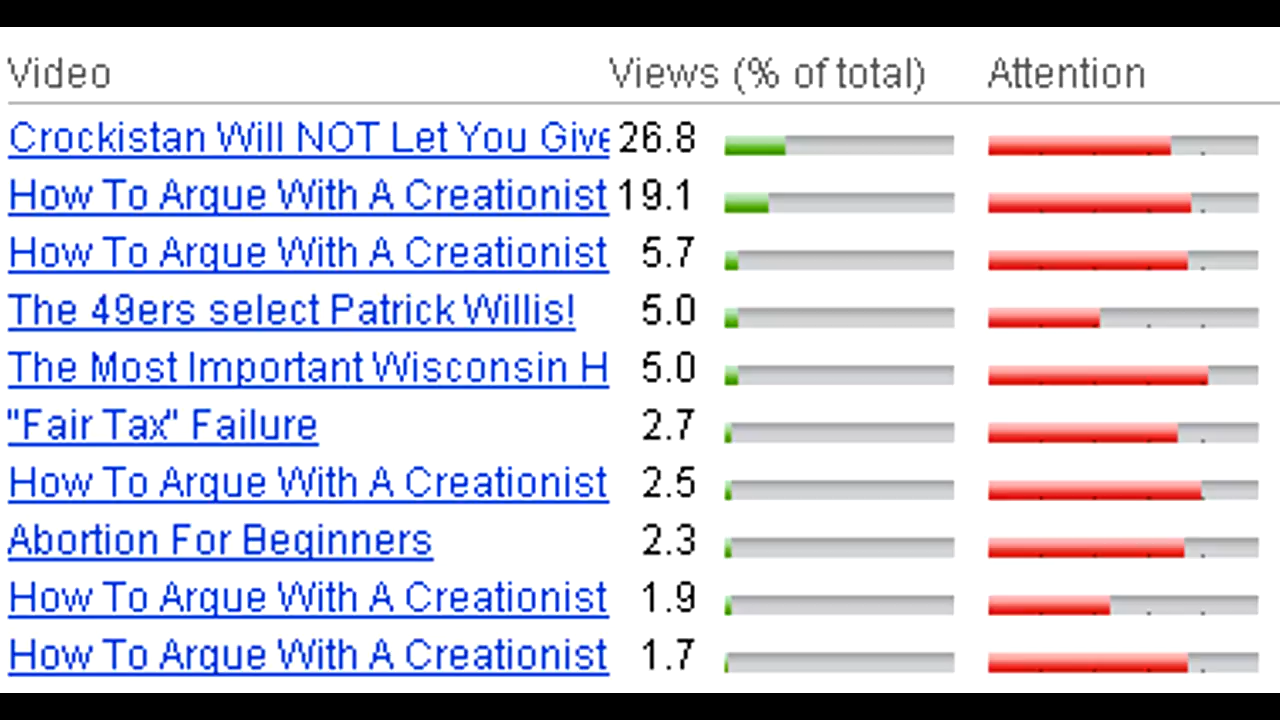 Video Views (% of total) Attention
Crockistan Will NOT Let You Give 26.8
How To Argue With A Creationist 19.1
How To Argue With A Creationist 5.7
The 49ers select Patrick Willis! 5.0
The Most Important Wisconsin H 5.0
"Fair Tax" Failure 2.7
How To Argue With A Creationist 2.5
Abortion For Beginners 2.3
How To Argue With A Creationist 1.9
How To Argue With A Creationist 1.7